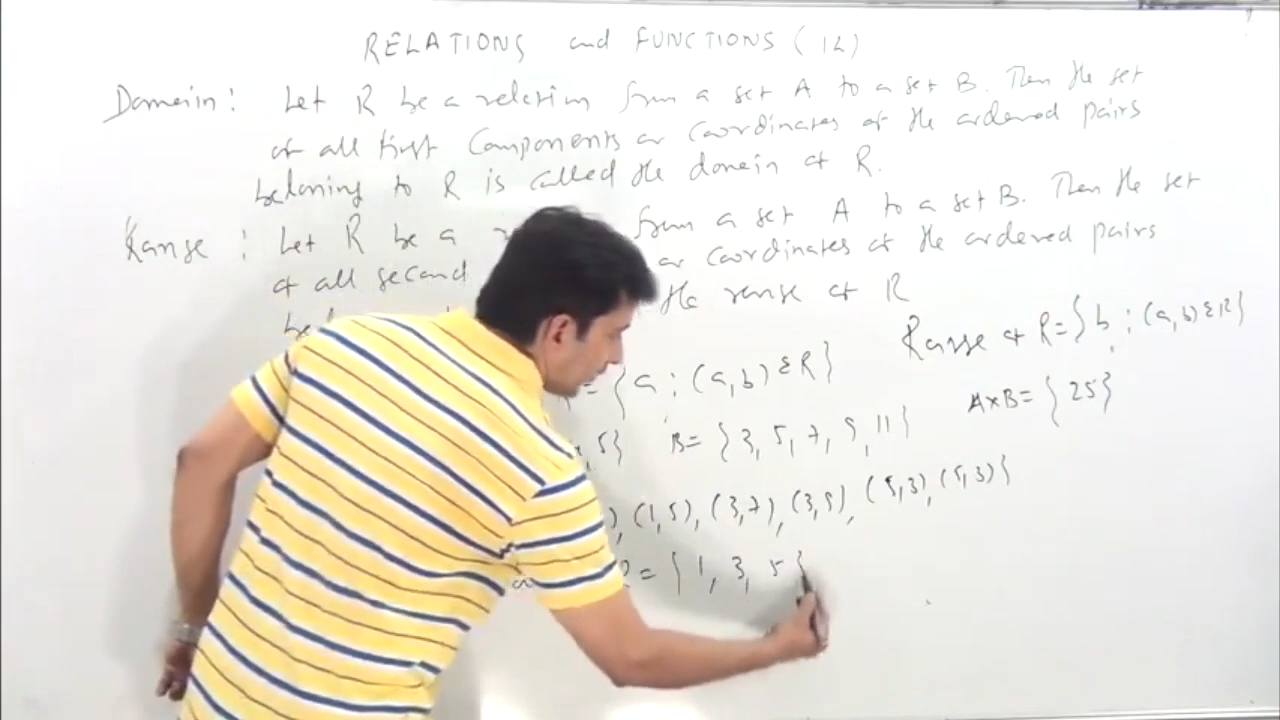 RELATIONS and FUNCTIONS (12)
Domain: Let R be a relation from a set A to a set B. Then the set
of all first Components or Coordinates of the ordered pairs
beloning to R is called the domain of R.
Range: Let R be a from a set A to a set B. Then the set
of all second or Coordinates of the ordered pairs
the range of R
= {a ; (a,b) ∈ R}
Range of R = {b ; (a,b) ∈ R}
, 5} B = {3, 5, 7, 9, 11}
A×B = {25}
), (1,5), (3,7), (3,9), (5,3), (5,3)}
R = {1, 3, 5}